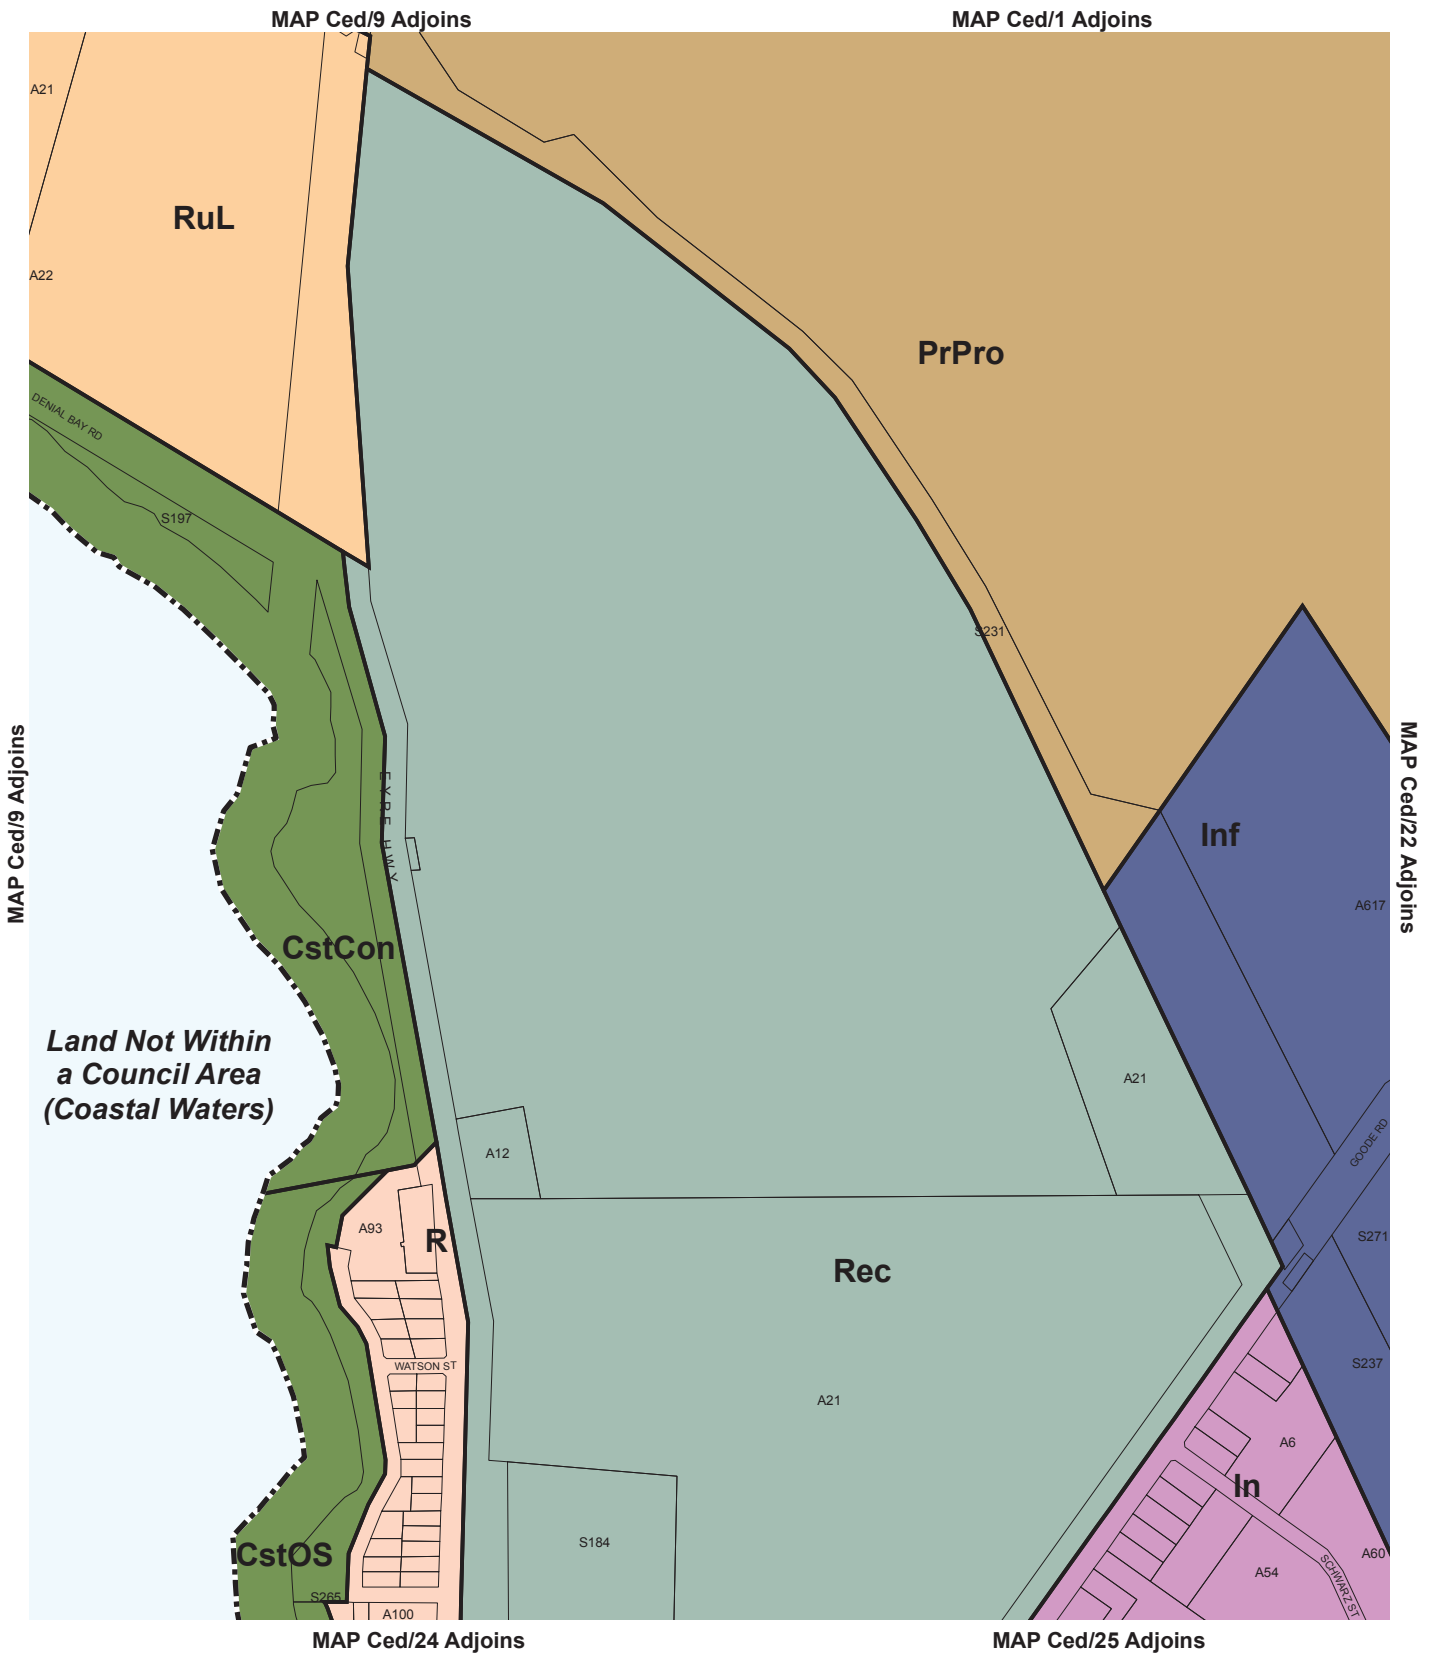 MAP Ced/9 Adjoins
MAP Ced/1 Adjoins
A21
RuL
A22
PrPro
DENIAL BAY RD
S197
S231
MAP Ced/9 Adjoins
MAP Ced/22 Adjoins
EYRE HWY
Inf
A617
CstCon
Land Not Within
a Council Area
(Coastal Waters)
A21
GOODE RD
A12
A93
R
S271
Rec
WATSON ST
S237
A21
A6
In
S184
CstOS
A60
A54
SCHWARZ ST
S265
A100
MAP Ced/24 Adjoins
MAP Ced/25 Adjoins